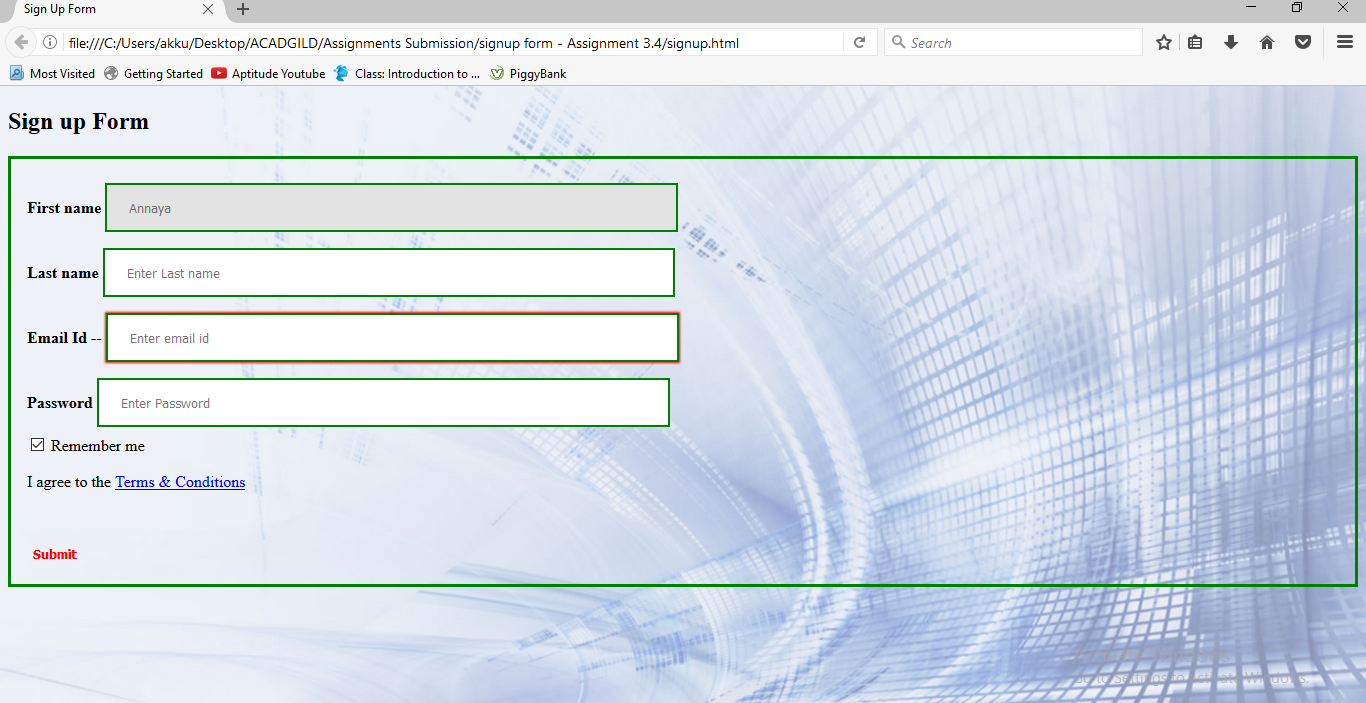 Sign Up Form
file:///C:/Users/akku/Desktop/ACADGILD/Assignments Submission/signup form - Assignment 3.4/signup.html
Search
Most Visited Getting Started Aptitude Youtube Class: Introduction to ... PiggyBank
Sign up Form
First name Annaya
Last name Enter Last name
Email Id -- Enter email id
Password Enter Password
Remember me
I agree to the Terms & Conditions
Submit
Go to Settings to activate Windows.